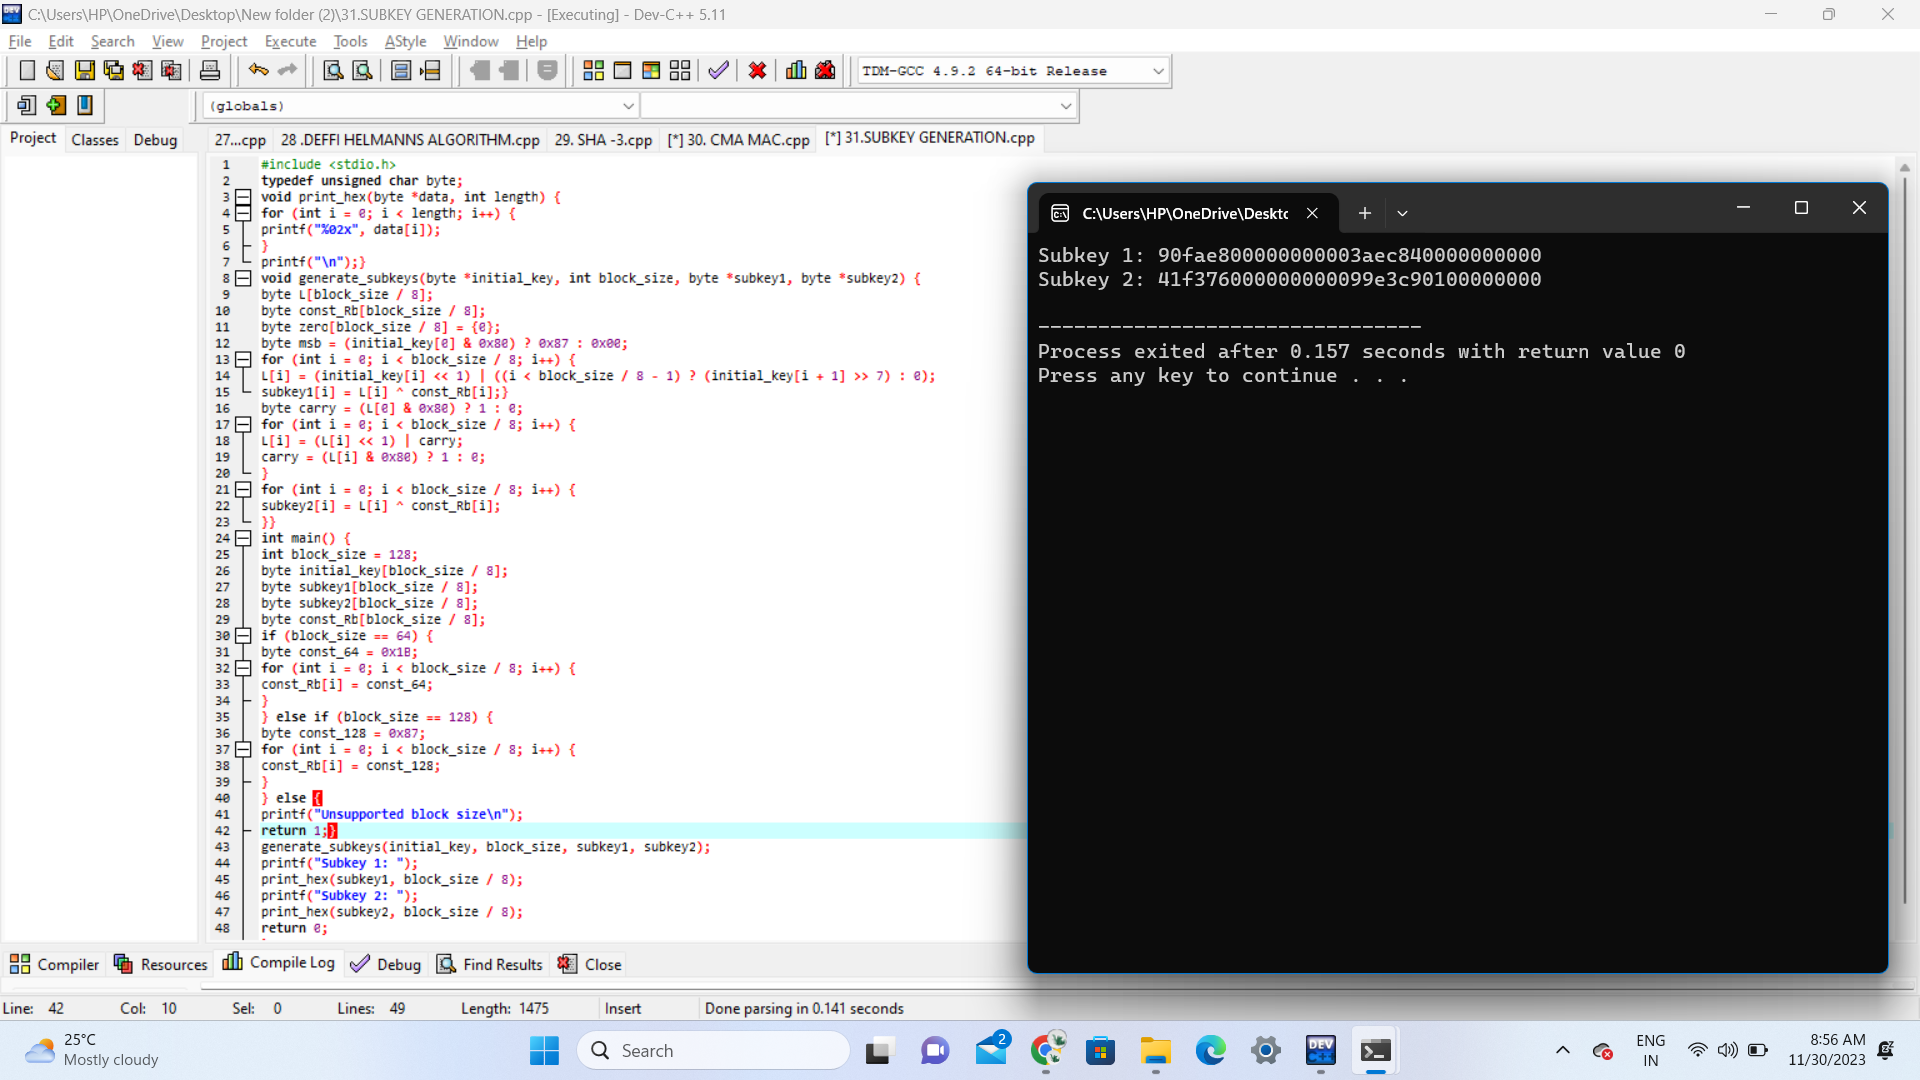 C:\Users\HP\OneDrive\Desktop\New folder (2)\31.SUBKEY GENERATION.cpp - [Executing] - Dev-C++ 5.11
File Edit Search View Project Execute Tools AStyle Window Help
TDM-GCC 4.9.2 64-bit Release
(globals)
Project Classes Debug
27...cpp 28 .DEFFI HELMANNS ALGORITHM.cpp 29. SHA -3.cpp [*] 30. CMA MAC.cpp [*] 31.SUBKEY GENERATION.cpp
1 #include <stdio.h>
2 typedef unsigned char byte;
3 void print_hex(byte *data, int length) {
4 for (int i = 0; i < length; i++) {
5 printf("%02x", data[i]);
6 }
7 printf("\n");}
8 void generate_subkeys(byte *initial_key, int block_size, byte *subkey1, byte *subkey2) {
9 byte L[block_size / 8];
10 byte const_Rb[block_size / 8];
11 byte zero[block_size / 8] = {0};
12 byte msb = (initial_key[0] & 0x80) ? 0x87 : 0x00;
13 for (int i = 0; i < block_size / 8; i++) {
14 L[i] = (initial_key[i] << 1) | ((i < block_size / 8 - 1) ? (initial_key[i + 1] >> 7) : 0);
15 subkey1[i] = L[i] ^ const_Rb[i];}
16 byte carry = (L[0] & 0x80) ? 1 : 0;
17 for (int i = 0; i < block_size / 8; i++) {
18 L[i] = (L[i] << 1) | carry;
19 carry = (L[i] & 0x80) ? 1 : 0;
20 }
21 for (int i = 0; i < block_size / 8; i++) {
22 subkey2[i] = L[i] ^ const_Rb[i];
23 }}
24 int main() {
25 int block_size = 128;
26 byte initial_key[block_size / 8];
27 byte subkey1[block_size / 8];
28 byte subkey2[block_size / 8];
29 byte const_Rb[block_size / 8];
30 if (block_size == 64) {
31 byte const_64 = 0x1B;
32 for (int i = 0; i < block_size / 8; i++) {
33 const_Rb[i] = const_64;
34 }
35 } else if (block_size == 128) {
36 byte const_128 = 0x87;
37 for (int i = 0; i < block_size / 8; i++) {
38 const_Rb[i] = const_128;
39 }
40 } else {
41 printf("Unsupported block size\n");
42 return 1;}
43 generate_subkeys(initial_key, block_size, subkey1, subkey2);
44 printf("Subkey 1: ");
45 print_hex(subkey1, block_size / 8);
46 printf("Subkey 2: ");
47 print_hex(subkey2, block_size / 8);
48 return 0;
C:\Users\HP\OneDrive\Deskto
Subkey 1: 90fae800000000003aec840000000000
Subkey 2: 41f376000000000099e3c90100000000
--------------------------------
Process exited after 0.157 seconds with return value 0
Press any key to continue . . .
Compiler Resources Compile Log Debug Find Results Close
Line: 42 Col: 10 Sel: 0 Lines: 49 Length: 1475 Insert Done parsing in 0.141 seconds
25°C
Mostly cloudy
Search
2
DEV
ENG
IN
8:56 AM
11/30/2023